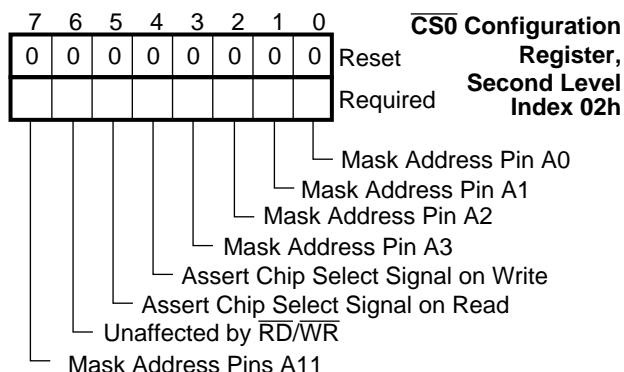 7 6 5 4 3 2 1 0
C̅S̅0̅ Configuration
Register,
Second Level
Index 02h
0 0 0 0 0 0 0 0 Reset
Required
Mask Address Pin A0
Mask Address Pin A1
Mask Address Pin A2
Mask Address Pin A3
Assert Chip Select Signal on Write
Assert Chip Select Signal on Read
Unaffected by R̅D̅/W̅R̅
Mask Address Pins A11